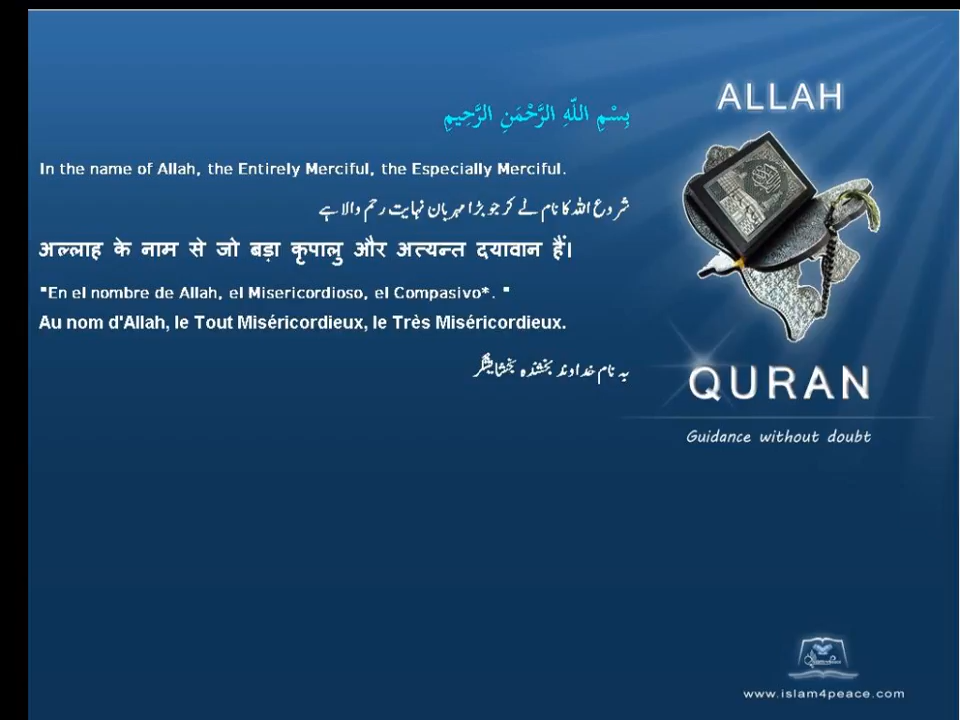 بِسْمِ اللَّهِ الرَّحْمَنِ الرَّحِيمِ
In the name of Allah, the Entirely Merciful, the Especially Merciful.
شروع الله کا نام لے کر جو بڑا مہربان نہایت رحم والا ہے
अल्लाह के नाम से जो बड़ा कृपालु और अत्यन्त दयावान हैं।
"En el nombre de Allah, el Misericordioso, el Compasivo*. "
Au nom d'Allah, le Tout Miséricordieux, le Très Miséricordieux.
به نام خداوند بخشنده بخشایشگر
ALLAH
QURAN
Guidance without doubt
www.islam4peace.com